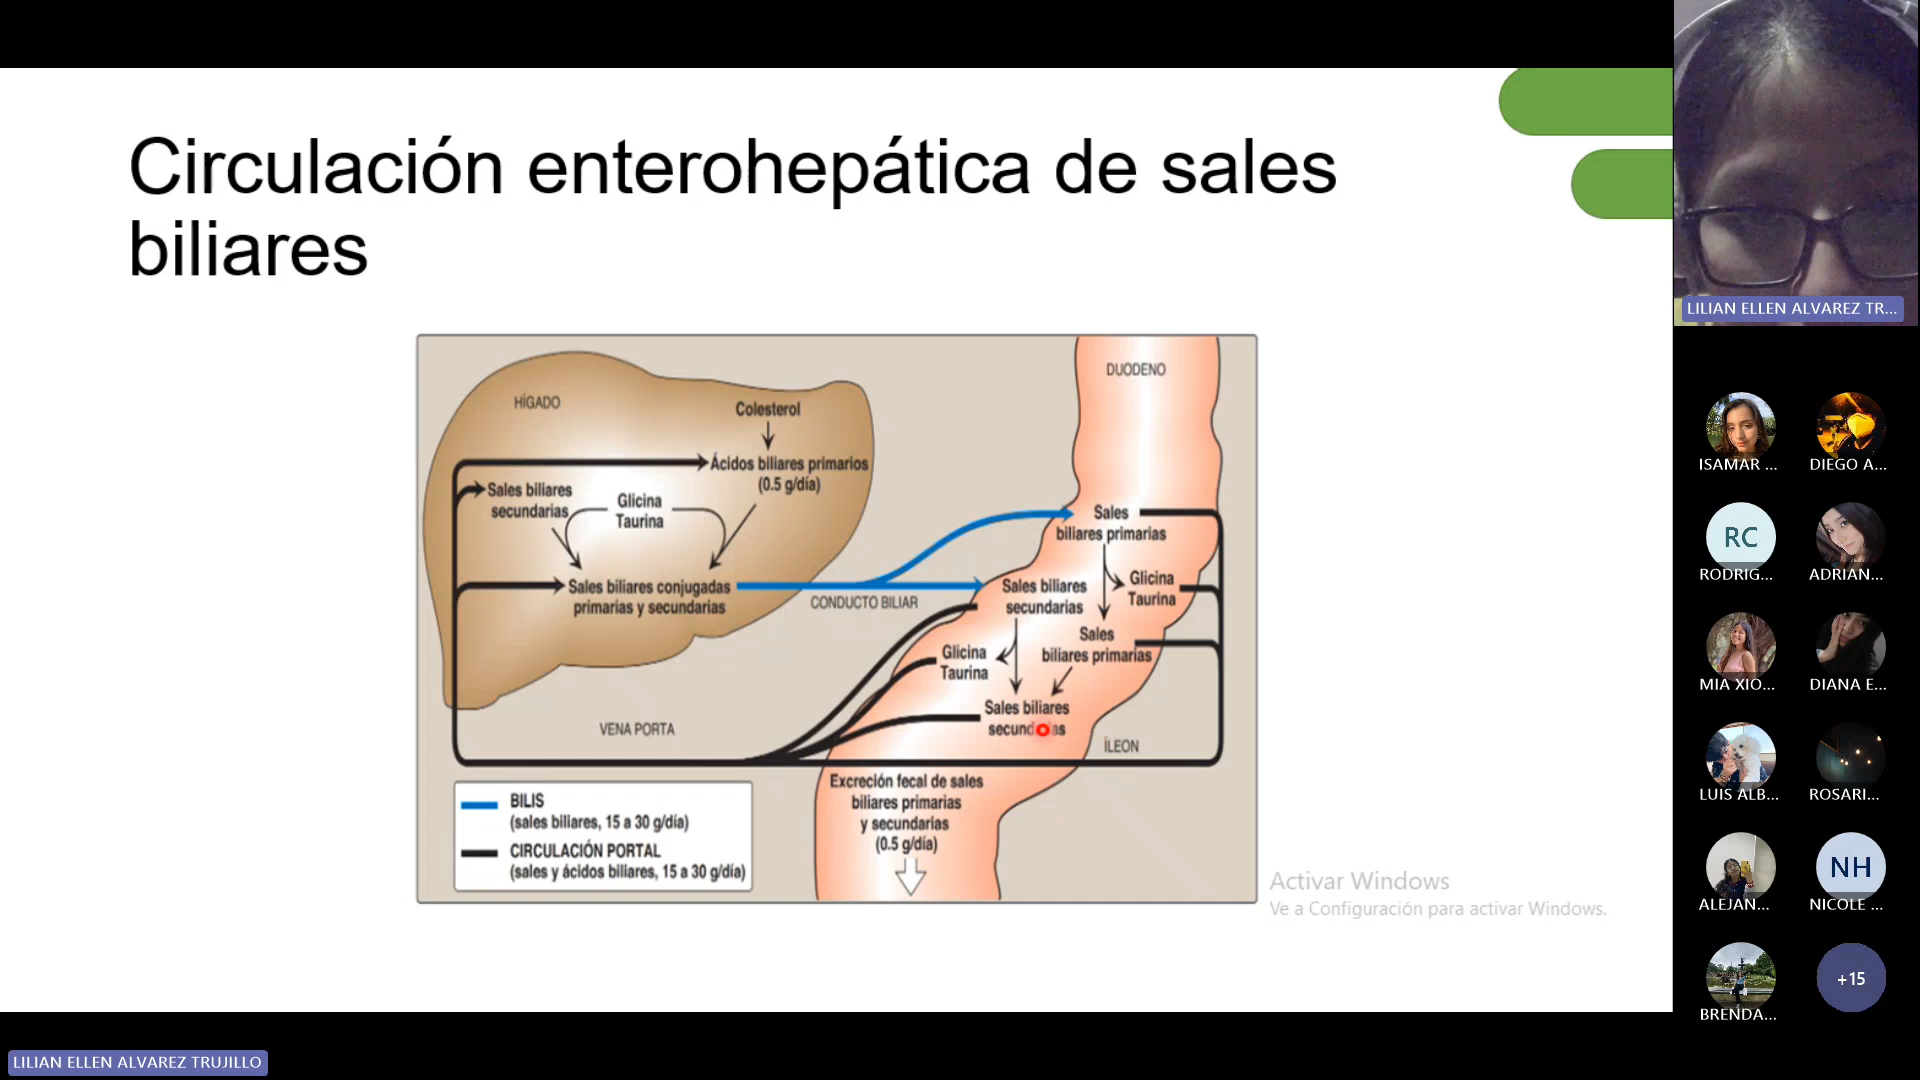 Circulación enterohepática de sales
biliares
HÍGADO
Colesterol
Ácidos biliares primarios
(0.5 g/día)
Sales biliares
secundarias
Glicina
Taurina
Sales biliares conjugadas
primarias y secundarias
CONDUCTO BILIAR
VENA PORTA
DUODENO
Sales
biliares primarias
Glicina
Taurina
Sales biliares
secundarias
Sales
biliares primarias
Glicina
Taurina
Sales biliares
ÍLEON
Excreción fecal de sales
biliares primarias
y secundarias
(0.5 g/día)
BILIS
(sales biliares, 15 a 30 g/día)
CIRCULACIÓN PORTAL
(sales y ácidos biliares, 15 a 30 g/día)
Activar Windows
Ve a Configuración para activar Windows.
LILIAN ELLEN ALVAREZ TR...
ISAMAR ...
DIEGO A...
RC
RODRIG...
ADRIAN...
MIA XIO...
DIANA E...
LUIS ALB...
ROSARI...
ALEJAN...
NH
NICOLE ...
BRENDA...
+15
LILIAN ELLEN ALVAREZ TRUJILLO